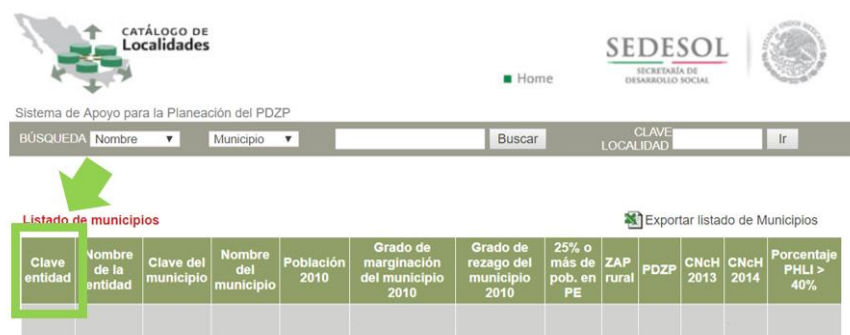 CATÁLOGO DE
Localidades
SEDESOL
SECRETARÍA DE
DESARROLLO SOCIAL
Home
Sistema de Apoyo para la Planeación del PDZP
BÚSQUEDA Nombre Municipio Buscar CLAVE LOCALIDAD Ir
Listado de municipios Exportar listado de Municipios
Clave entidad
Nombre de la entidad
Clave del municipio
Nombre del municipio
Población 2010
Grado de marginación del municipio 2010
Grado de rezago del municipio 2010
25% o más de pob. en PE
ZAP rural
PDZP
CNcH 2013
CNcH 2014
Porcentaje PHLI > 40%